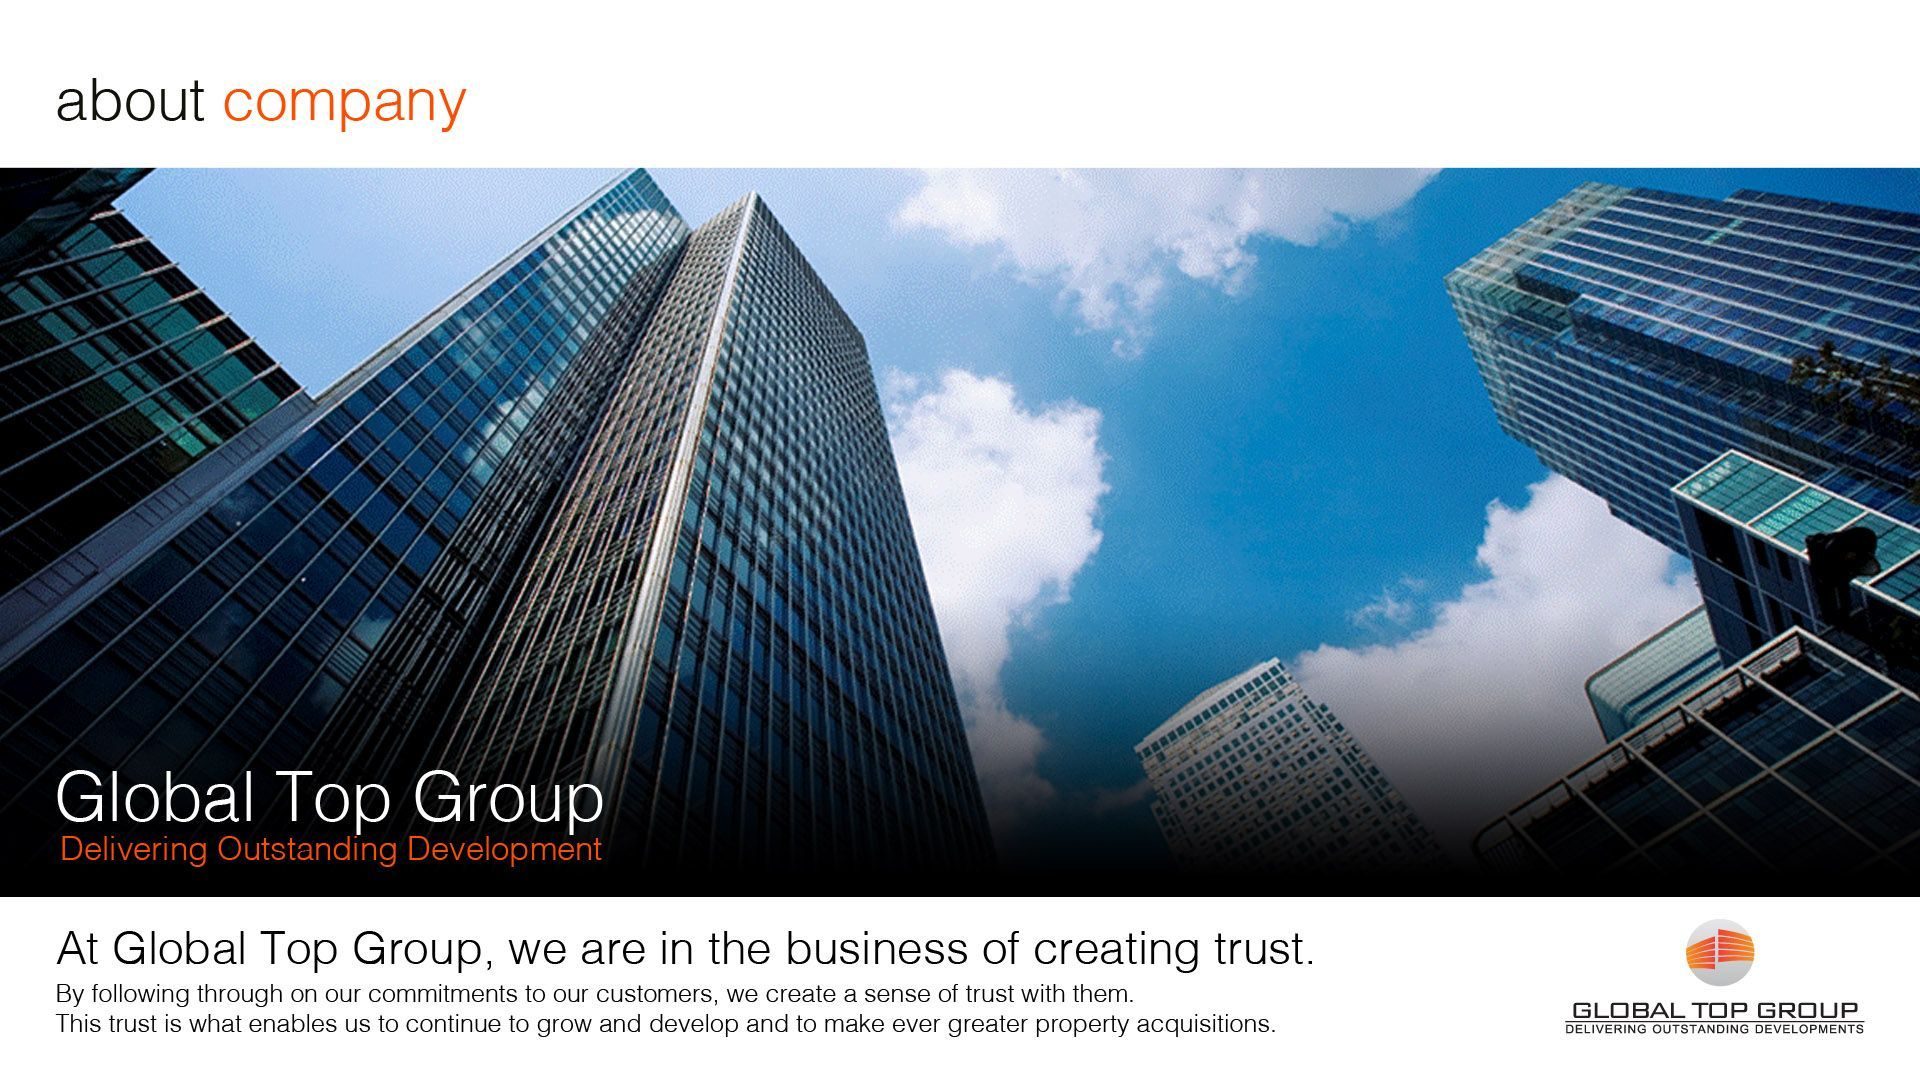 about company
Global Top Group
Delivering Outstanding Development
At Global Top Group, we are in the business of creating trust.
By following through on our commitments to our customers, we create a sense of trust with them.
This trust is what enables us to continue to grow and develop and to make ever greater property acquisitions.
GLOBAL TOP GROUP
DELIVERING OUTSTANDING DEVELOPMENTS